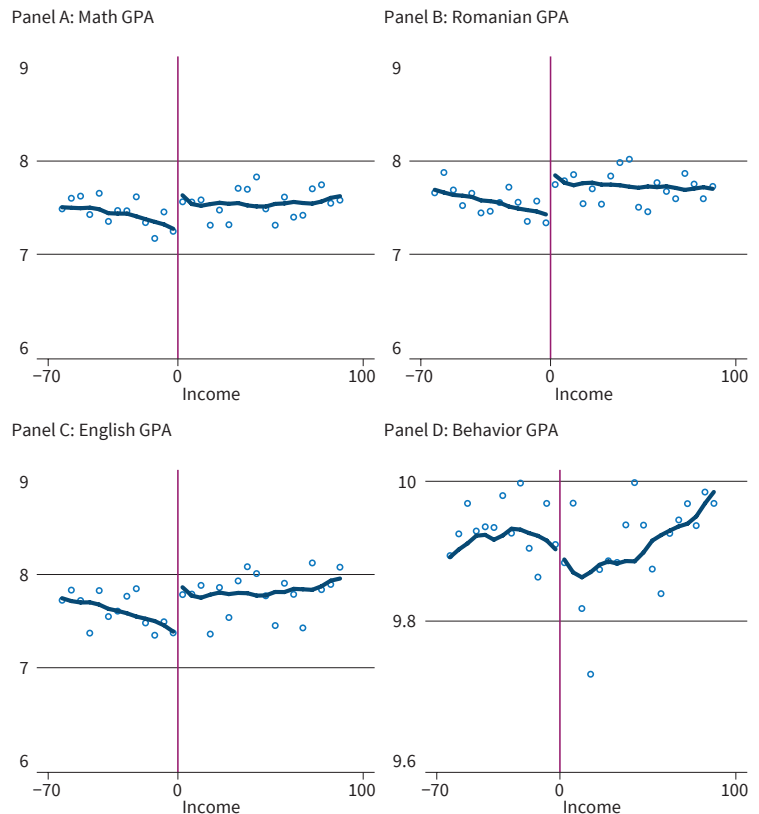 Panel A: Math GPA
9
8
7
6
−70 0 100
Income
Panel B: Romanian GPA
9
8
7
6
−70 0 100
Income
Panel C: English GPA
9
8
7
6
−70 0 100
Income
Panel D: Behavior GPA
10
9.8
9.6
−70 0 100
Income